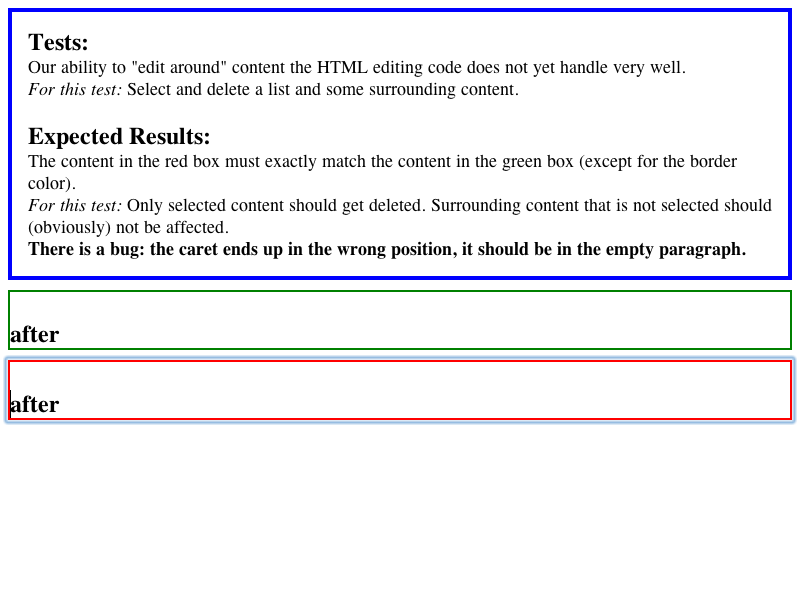 Tests:
Our ability to "edit around" content the HTML editing code does not yet handle very well.
For this test: Select and delete a list and some surrounding content.
Expected Results:
The content in the red box must exactly match the content in the green box (except for the border
color).
For this test: Only selected content should get deleted. Surrounding content that is not selected should
(obviously) not be affected.
There is a bug: the caret ends up in the wrong position, it should be in the empty paragraph.
after
after